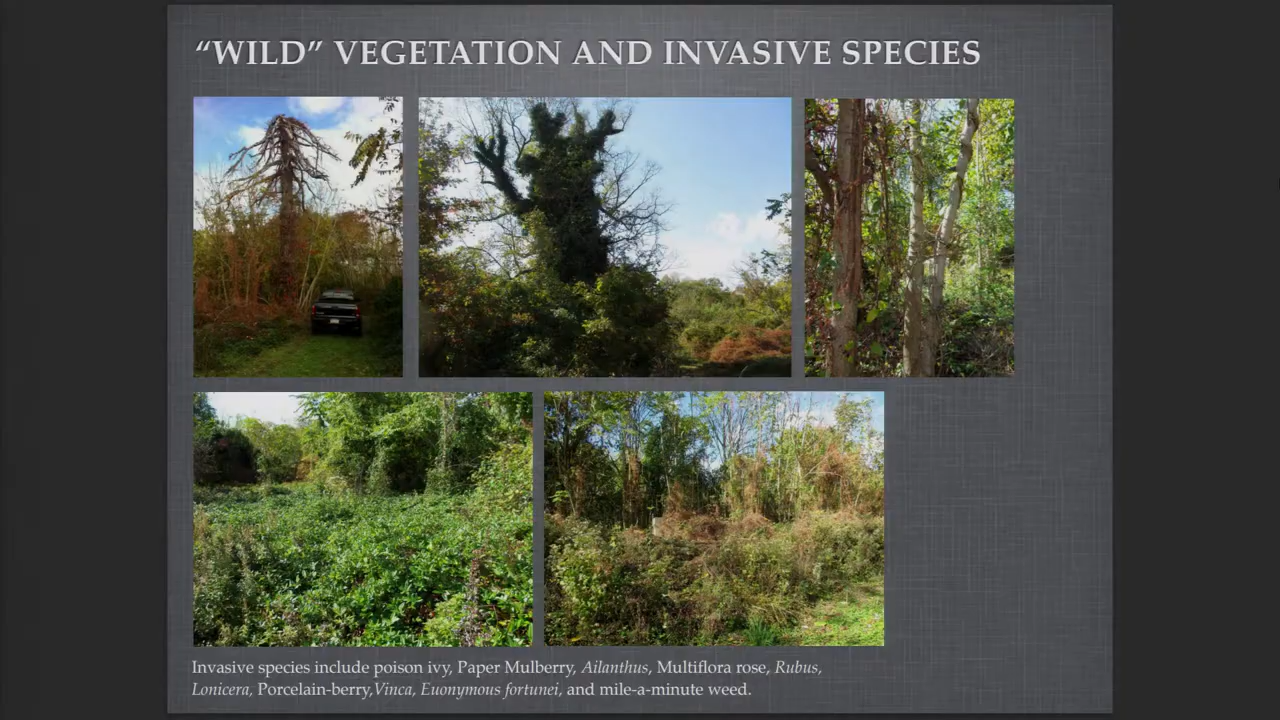 “WILD” VEGETATION AND INVASIVE SPECIES
Invasive species include poison ivy, Paper Mulberry, Ailanthus, Multiflora rose, Rubus,
Lonicera, Porcelain-berry,Vinca, Euonymous fortunei, and mile-a-minute weed.